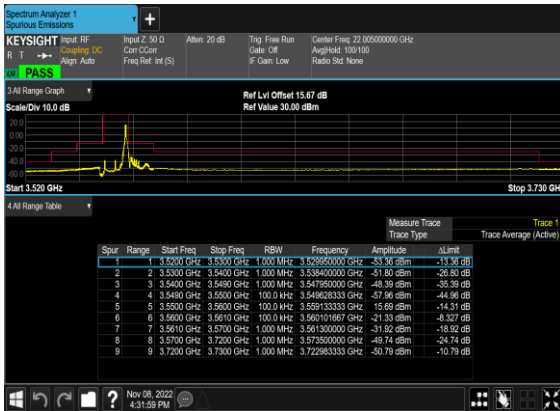 Spectrum Analyzer 1
Spurious Emissions
+
KEYSIGHT Input: RF Input Z: 50 Ω Atten: 20 dB Trig: Free Run Center Freq: 22.005000000 GHz
R T Coupling: DC Corr CCorr Gate: Off Avg|Hold: 100/100
Align: Auto Freq Ref: Int (S) IF Gain: Low Radio Std: None
PASS
3 All Range Graph Ref Lvl Offset 15.67 dB
Scale/Div 10.0 dB Ref Value 30.00 dBm
20.0
0.00
-20.0
-40.0
-60.0
Start 3.520 GHz Stop 3.730 GH
4 All Range Table
Measure Trace Trace 1
Trace Type Trace Average (Active)
Spur Range Start Freq Stop Freq RBW Frequency Amplitude ΔLimit
1 1 3.5200 GHz 3.5300 GHz 1.000 MHz 3.529950000 GHz -53.36 dBm -13.36 dB
2 2 3.5300 GHz 3.5400 GHz 1.000 MHz 3.538400000 GHz -51.80 dBm -26.80 dB
3 3 3.5400 GHz 3.5490 GHz 1.000 MHz 3.547950000 GHz -48.39 dBm -35.39 dB
4 4 3.5490 GHz 3.5500 GHz 100.0 kHz 3.549628333 GHz -57.96 dBm -44.96 dB
5 5 3.5500 GHz 3.5600 GHz 100.0 kHz 3.559133333 GHz 15.69 dBm -14.31 dB
6 6 3.5600 GHz 3.5610 GHz 100.0 kHz 3.560101667 GHz -21.33 dBm -8.327 dB
7 7 3.5610 GHz 3.5700 GHz 1.000 MHz 3.561300000 GHz -31.92 dBm -18.92 dB
8 8 3.5700 GHz 3.7200 GHz 1.000 MHz 3.573500000 GHz -49.74 dBm -24.74 dB
9 9 3.7200 GHz 3.7300 GHz 1.000 MHz 3.722983333 GHz -50.79 dBm -10.79 dB
? Nov 08, 2022
4:31:59 PM